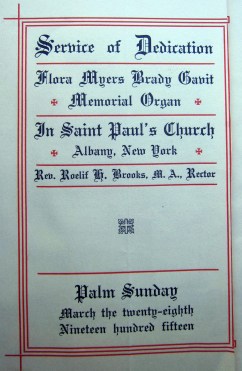 Service of Dedication
Flora Myers Brady Gavit
Memorial Organ
In Saint Paul's Church
Albany, New York
Rev. Roelif H. Brooks, M. A., Rector
Palm Sunday
March the twenty-eighth
Nineteen hundred fifteen